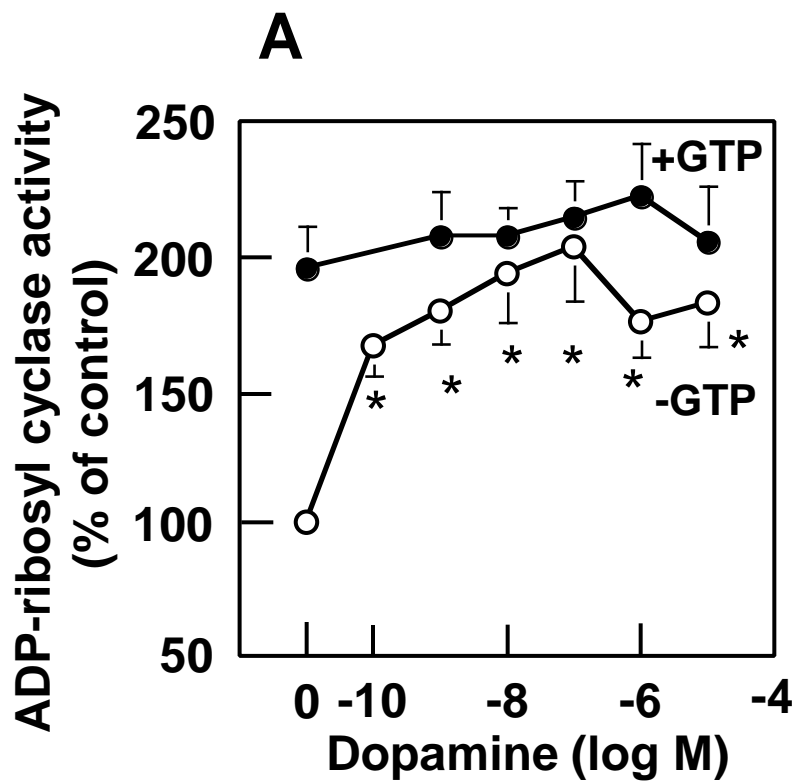 A
ADP-ribosyl cyclase activity
(% of control)
250
200
150
100
50
+GTP
* * * * * *
-GTP
0 -10 -8 -6 -4
Dopamine (log M)